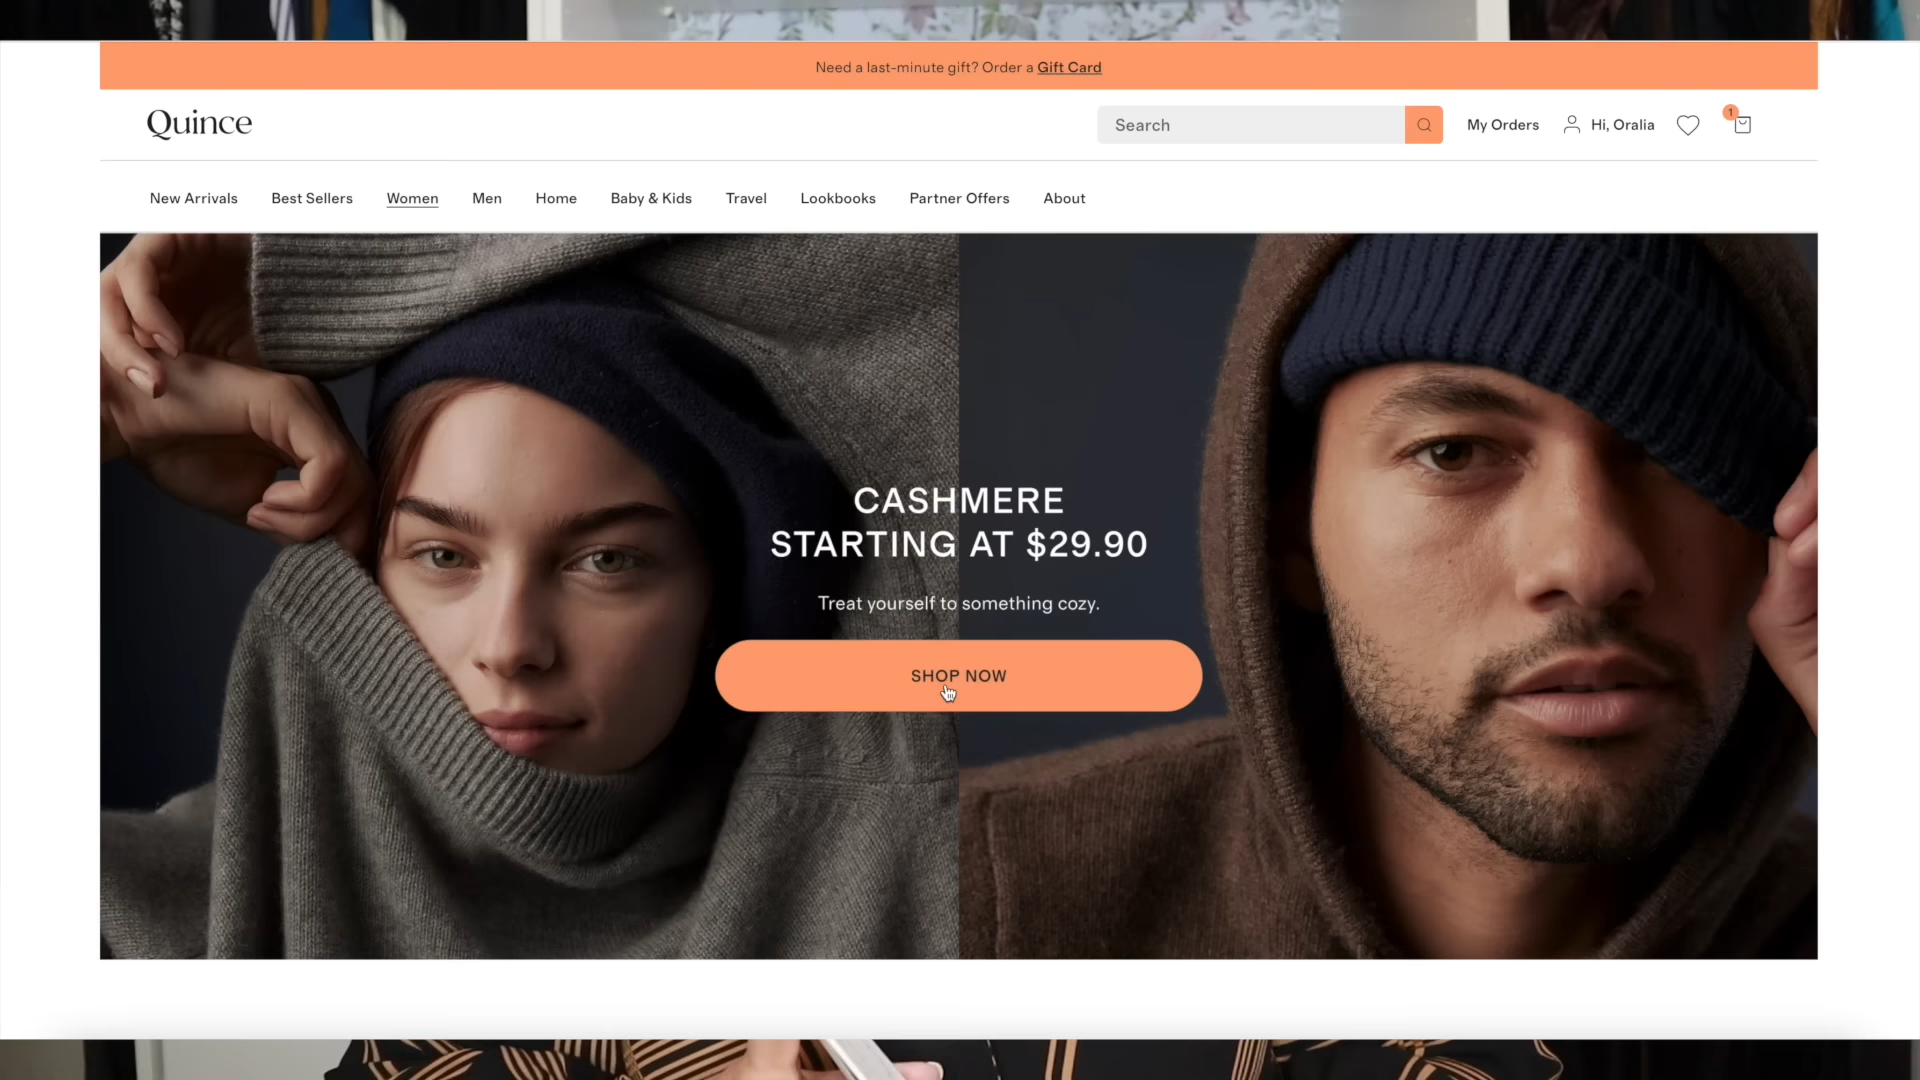 Need a last-minute gift? Order a Gift Card
Quince
Search
My Orders
Hi, Oralia
1
New Arrivals
Best Sellers
Women
Men
Home
Baby & Kids
Travel
Lookbooks
Partner Offers
About
CASHMERE
STARTING AT $29.90
Treat yourself to something cozy.
SHOP NOW